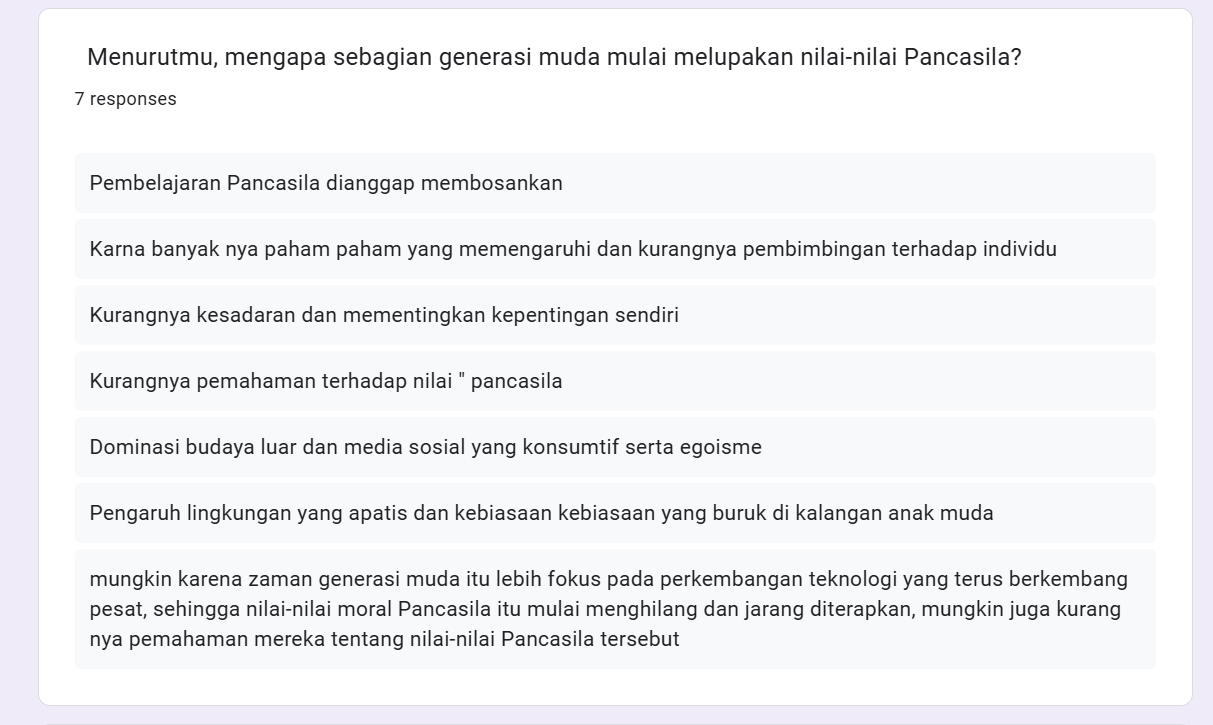 Menurutmu, mengapa sebagian generasi muda mulai melupakan nilai-nilai Pancasila?
7 responses
Pembelajaran Pancasila dianggap membosankan
Karna banyak nya paham paham yang memengaruhi dan kurangnya pembimbingan terhadap individu
Kurangnya kesadaran dan mementingkan kepentingan sendiri
Kurangnya pemahaman terhadap nilai " pancasila
Dominasi budaya luar dan media sosial yang konsumtif serta egoisme
Pengaruh lingkungan yang apatis dan kebiasaan kebiasaan yang buruk di kalangan anak muda
mungkin karena zaman generasi muda itu lebih fokus pada perkembangan teknologi yang terus berkembang
pesat, sehingga nilai-nilai moral Pancasila itu mulai menghilang dan jarang diterapkan, mungkin juga kurang
nya pemahaman mereka tentang nilai-nilai Pancasila tersebut